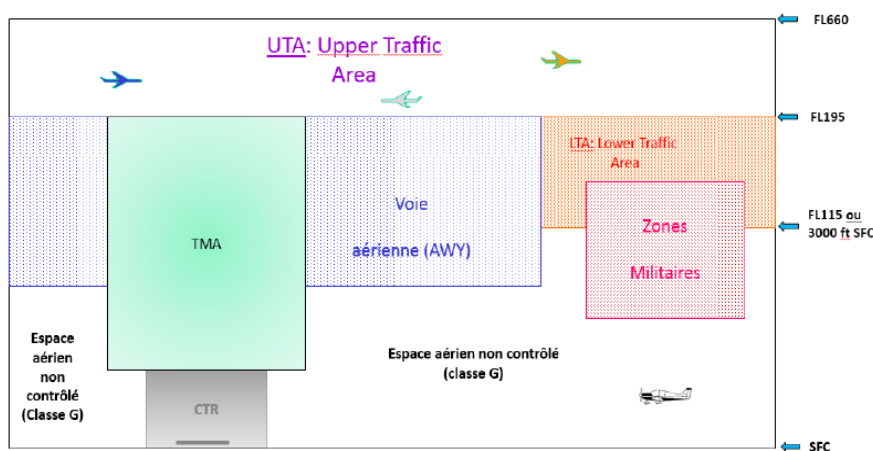 FL660
UTA: Upper Traffic
Area
FL195
LTA: Lower Traffic
Area
Voie
aérienne (AWY)
TMA
Zones
Militaires
FL115 ou
3000 ft SFC
Espace
aérien
non
contrôlé
(Classe G)
Espace aérien non contrôlé
(classe G)
CTR
SFC